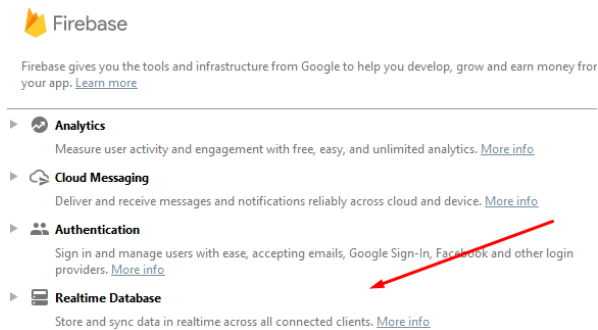 Firebase
Firebase gives you the tools and infrastructure from Google to help you develop, grow and earn money from
your app. Learn more
Analytics
Measure user activity and engagement with free, easy, and unlimited analytics. More info
Cloud Messaging
Deliver and receive messages and notifications reliably across cloud and device. More info
Authentication
Sign in and manage users with ease, accepting emails, Google Sign-In, Facebook and other login
providers. More info
Realtime Database
Store and sync data in realtime across all connected clients. More info